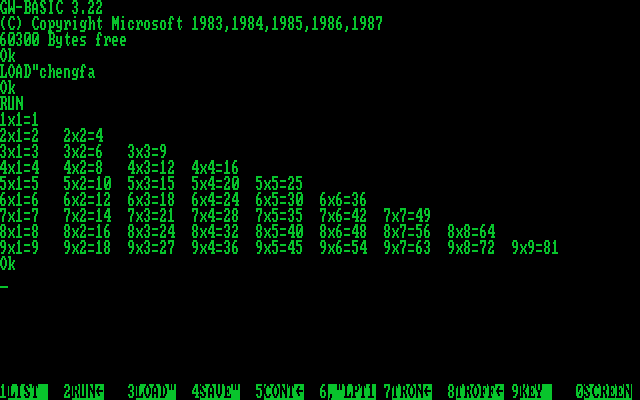 GW-BASIC 3.22
(C) Copyright Microsoft 1983,1984,1985,1986,1987
60300 Bytes free
Ok
LOAD"chengfa
Ok
RUN
1x1=1
2x1=2   2x2=4
3x1=3   3x2=6   3x3=9
4x1=4   4x2=8   4x3=12  4x4=16
5x1=5   5x2=10  5x3=15  5x4=20  5x5=25
6x1=6   6x2=12  6x3=18  6x4=24  6x5=30  6x6=36
7x1=7   7x2=14  7x3=21  7x4=28  7x5=35  7x6=42  7x7=49
8x1=8   8x2=16  8x3=24  8x4=32  8x5=40  8x6=48  8x7=56  8x8=64
9x1=9   9x2=18  9x3=27  9x4=36  9x5=45  9x6=54  9x7=63  9x8=72  9x9=81
Ok
1LIST   2RUN←   3LOAD"  4SAVE"  5CONT←  6,"LPT1 7TRON←  8TROFF← 9KEY    0SCREEN